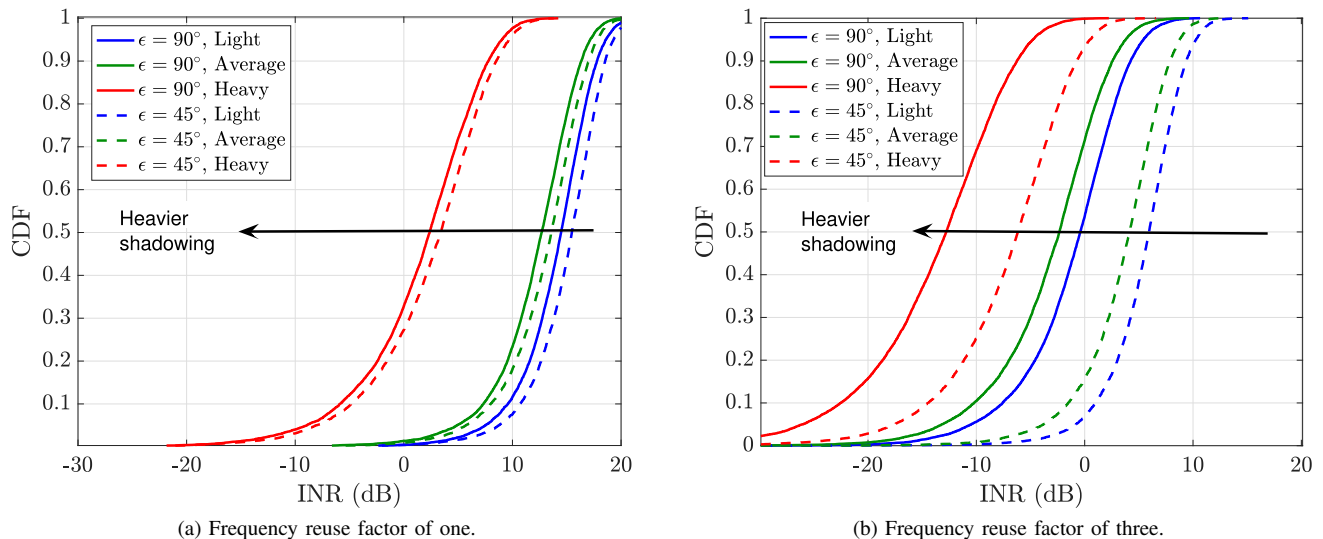 1
0.9
0.8
0.7
0.6
0.5
0.4
0.3
0.2
0.1
CDF
ϵ = 90°, Light
ϵ = 90°, Average
ϵ = 90°, Heavy
ϵ = 45°, Light
ϵ = 45°, Average
ϵ = 45°, Heavy
Heavier
shadowing
-30 -20 -10 0 10 20
INR (dB)
(a) Frequency reuse factor of one.
1
0.9
0.8
0.7
0.6
0.5
0.4
0.3
0.2
0.1
0
CDF
ϵ = 90°, Light
ϵ = 90°, Average
ϵ = 90°, Heavy
ϵ = 45°, Light
ϵ = 45°, Average
ϵ = 45°, Heavy
Heavier
shadowing
-20 -10 0 10 20
INR (dB)
(b) Frequency reuse factor of three.